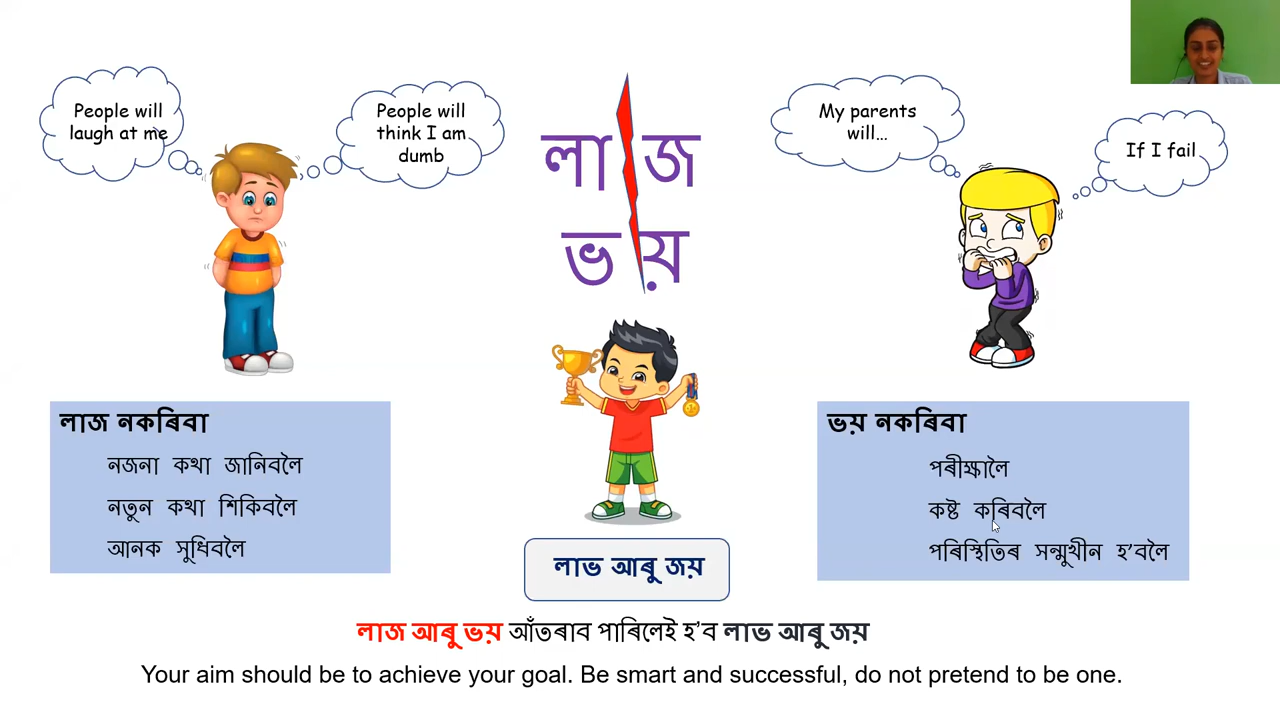 People will
laugh at me
People will
think I am
dumb
লাজ
ভয়
My parents
will...
If I fail
লাজ নকৰিবা
নজনা কথা জানিবলৈ
নতুন কথা শিকিবলৈ
আনক সুধিবলৈ
ভয় নকৰিবা
পৰীক্ষালৈ
কষ্ট কৰিবলৈ
পৰিস্থিতিৰ সন্মুখীন হ'বলৈ
লাভ আৰু জয়
লাজ আৰু ভয় আঁতৰাব পাৰিলেই হ'ব লাভ আৰু জয়
Your aim should be to achieve your goal. Be smart and successful, do not pretend to be one.